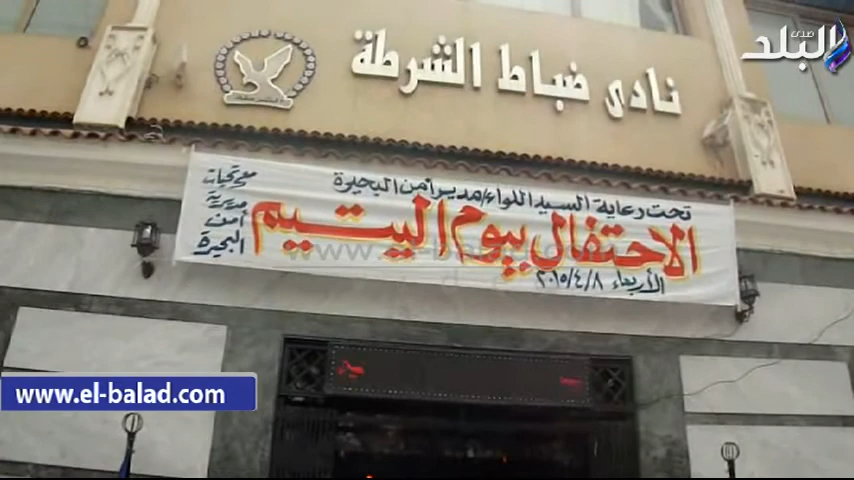 صدى البلد
نادى ضباط الشرطة
تحت رعاية السيد اللواء/مدير أمن البحيرة
الاحتفال بيوم اليتيم
الأربعاء ٢٠١٥/٤/٨
مع تحيات
مديرية
أمن
البحيرة
www.el-balad.com